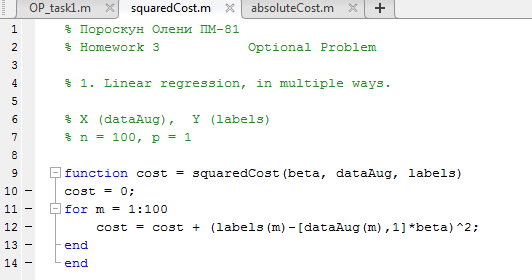 OP_task1.m × squaredCost.m × absoluteCost.m × +
1 % Пороскун Олени ПМ-81
2 % Homework 3 Optional Problem
3
4 % 1. Linear regression, in multiple ways.
5
6 % X (dataAug), Y (labels)
7 % n = 100, p = 1
8
9 function cost = squaredCost(beta, dataAug, labels)
10 – cost = 0;
11 – for m = 1:100
12 – cost = cost + (labels(m)-[dataAug(m),1]*beta)^2;
13 – end
14 – end